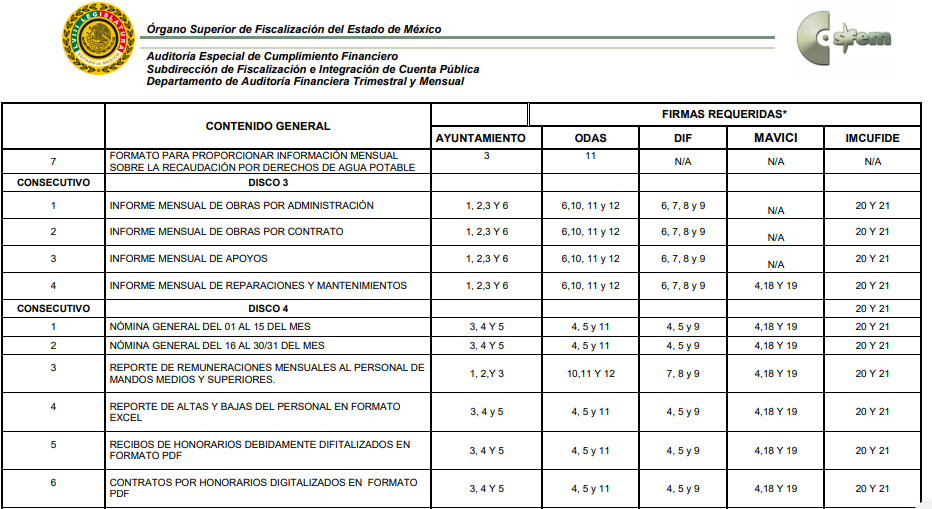 Órgano Superior de Fiscalización del Estado de México
Auditoría Especial de Cumplimiento Financiero
Subdirección de Fiscalización e Integración de Cuenta Pública
Departamento de Auditoría Financiera Trimestral y Mensual
LVIII LEGISLATURA
ESTADO DE MÉXICO
osfem
CONTENIDO GENERAL
FIRMAS REQUERIDAS*
AYUNTAMIENTO ODAS DIF MAVICI IMCUFIDE
7 FORMATO PARA PROPORCIONAR INFORMACIÓN MENSUAL 3 11 N/A N/A N/A
SOBRE LA RECAUDACIÓN POR DERECHOS DE AGUA POTABLE
CONSECUTIVO DISCO 3
1 INFORME MENSUAL DE OBRAS POR ADMINISTRACIÓN 1, 2,3 Y 6 6,10, 11 y 12 6, 7, 8 y 9 N/A 20 Y 21
2 INFORME MENSUAL DE OBRAS POR CONTRATO 1, 2,3 Y 6 6,10, 11 y 12 6, 7, 8 y 9 N/A 20 Y 21
3 INFORME MENSUAL DE APOYOS 1, 2,3 Y 6 6,10, 11 y 12 6, 7, 8 y 9 N/A 20 Y 21
4 INFORME MENSUAL DE REPARACIONES Y MANTENIMIENTOS 1, 2,3 Y 6 6,10, 11 y 12 6, 7, 8 y 9 4,18 Y 19 20 Y 21
CONSECUTIVO DISCO 4 20 Y 21
1 NÓMINA GENERAL DEL 01 AL 15 DEL MES 3, 4 Y 5 4, 5 y 11 4, 5 y 9 4,18 Y 19 20 Y 21
2 NÓMINA GENERAL DEL 16 AL 30/31 DEL MES 3, 4 Y 5 4, 5 y 11 4, 5 y 9 4,18 Y 19 20 Y 21
3 REPORTE DE REMUNERACIONES MENSUALES AL PERSONAL DE 1, 2,Y 3 10,11 Y 12 7, 8 y 9 4,18 Y 19 20 Y 21
MANDOS MEDIOS Y SUPERIORES.
4 REPORTE DE ALTAS Y BAJAS DEL PERSONAL EN FORMATO 3, 4 y 5 4, 5 y 11 4, 5 y 9 4,18 Y 19 20 Y 21
EXCEL
5 RECIBOS DE HONORARIOS DEBIDAMENTE DIFITALIZADOS EN 3, 4 Y 5 4, 5 y 11 4, 5 y 9 4,18 Y 19 20 Y 21
FORMATO PDF
6 CONTRATOS POR HONORARIOS DIGITALIZADOS EN FORMATO 3, 4 Y 5 4, 5 y 11 4, 5 y 9 4,18 Y 19 20 Y 21
PDF